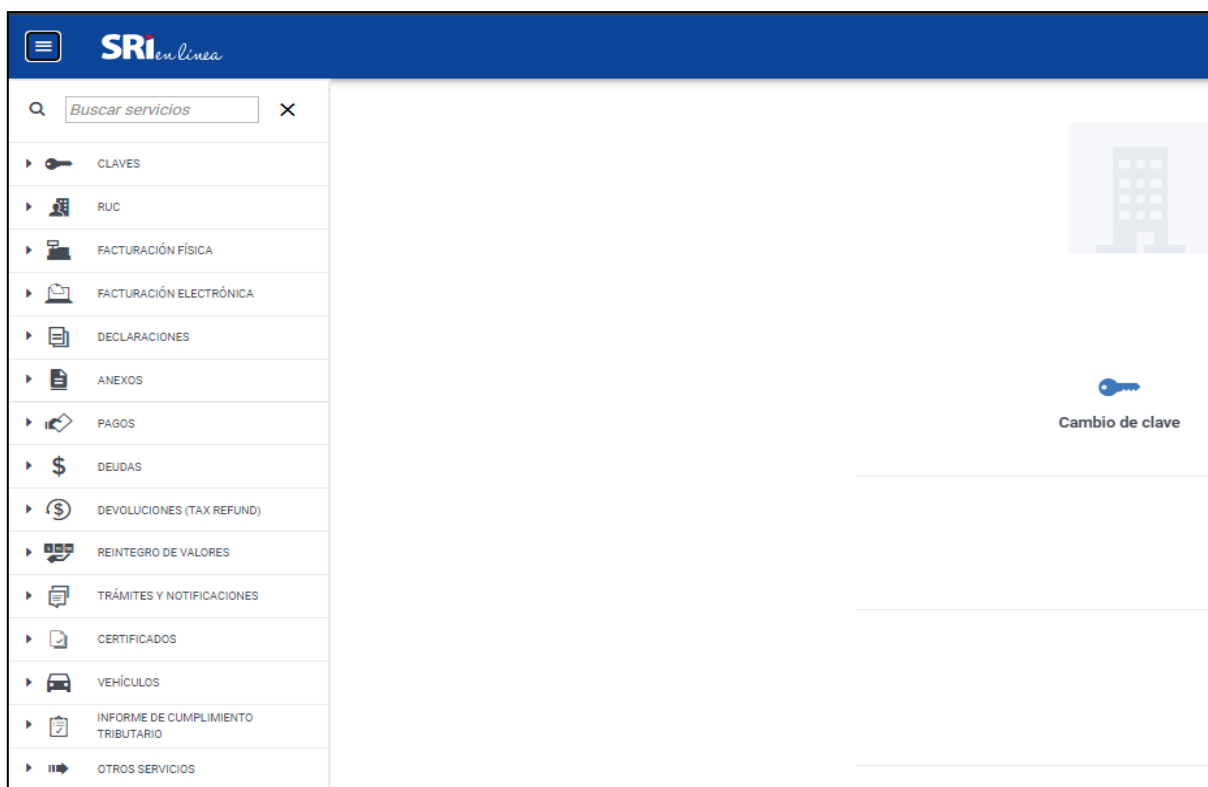 SRi en línea
Buscar servicios
CLAVES
RUC
FACTURACIÓN FÍSICA
FACTURACIÓN ELECTRÓNICA
DECLARACIONES
ANEXOS
Cambio de clave
PAGOS
DEUDAS
DEVOLUCIONES (TAX REFUND)
REINTEGRO DE VALORES
TRÁMITES Y NOTIFICACIONES
CERTIFICADOS
VEHÍCULOS
INFORME DE CUMPLIMIENTO
TRIBUTARIO
OTROS SERVICIOS